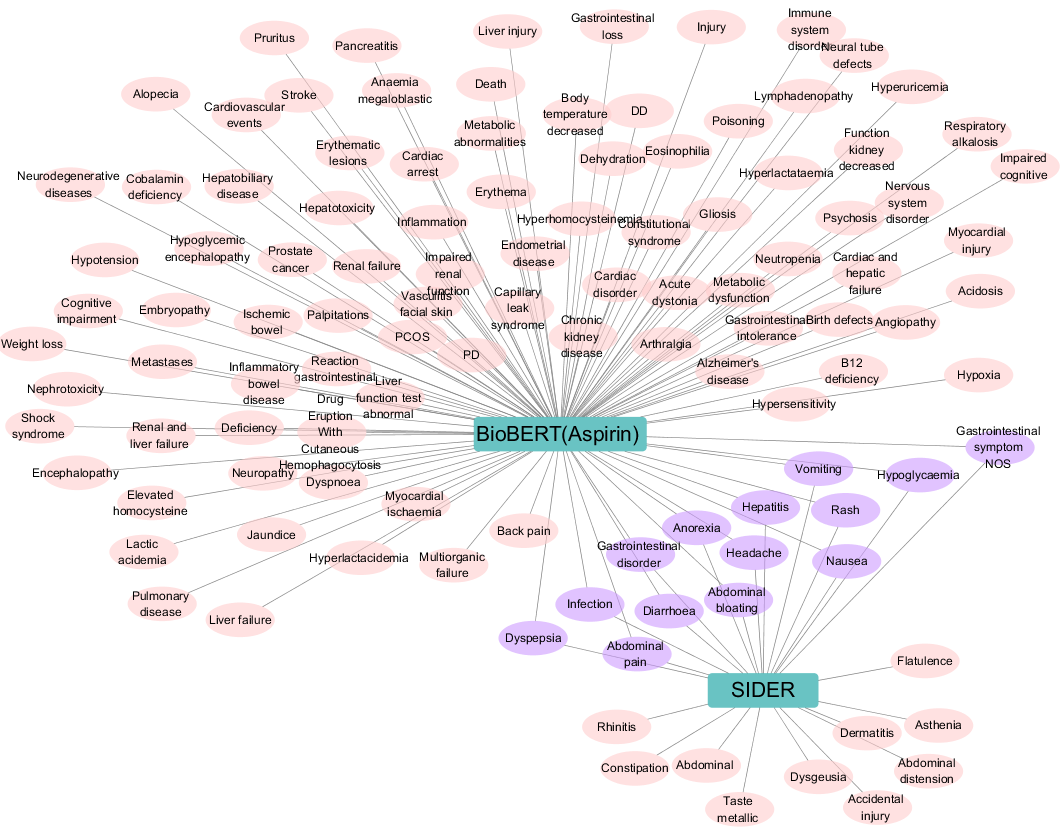 Pruritus
Pancreatitis
Liver injury
Gastrointestinal
loss
Injury
Immune
system
disorder
Neural tube
defects
Alopecia
Cardiovascular
events
Stroke
Anaemia
megaloblastic
Death
Body
temperature
decreased
DD
Lymphadenopathy
Hyperuricemia
Erythematic
lesions
Cardiac
arrest
Metabolic
abnormalities
Dehydration
Eosinophilia
Poisoning
Function
kidney
decreased
Respiratory
alkalosis
Impaired
cognitive
Neurodegenerative
diseases
Cobalamin
deficiency
Hepatobiliary
disease
Hepatotoxicity
Inflammation
Erythema
Hyperhomocysteinemia
Constitutional
syndrome
Gliosis
Hyperlactataemia
Psychosis
Nervous
system
disorder
Myocardial
injury
Hypotension
Hypoglycemic
encephalopathy
Prostate
cancer
Renal failure
Impaired
renal
function
Endometrial
disease
Cardiac
disorder
Acute
dystonia
Metabolic
dysfunction
Neutropenia
Cardiac and
hepatic
failure
Acidosis
Cognitive
impairment
Embryopathy
Ischemic
bowel
Palpitations
Vasculitis
facial skin
Capillary
leak
syndrome
Chronic
kidney
disease
Arthralgia
Gastrointestinal
intolerance
Birth defects
Angiopathy
Weight loss
Metastases
Inflammatory
bowel
disease
Reaction
gastrointestinal
PCOS
PD
Alzheimer's
disease
B12
deficiency
Hypoxia
Nephrotoxicity
Liver
function test
abnormal
Hypersensitivity
Shock
syndrome
Renal and
liver failure
Deficiency
Drug
Eruption
With
Cutaneous
Hemophagocytosis
BioBERT(Aspirin)
Gastrointestinal
symptom
NOS
Encephalopathy
Neuropathy
Dyspnoea
Vomiting
Hypoglycaemia
Elevated
homocysteine
Myocardial
ischaemia
Hepatitis
Rash
Lactic
acidemia
Jaundice
Hyperlactacidemia
Multiorganic
failure
Back pain
Gastrointestinal
disorder
Anorexia
Headache
Nausea
Pulmonary
disease
Liver failure
Infection
Diarrhoea
Abdominal
bloating
Dyspepsia
Abdominal
pain
SIDER
Flatulence
Rhinitis
Constipation
Abdominal
Taste
metallic
Dysgeusia
Accidental
injury
Dermatitis
Asthenia
Abdominal
distension